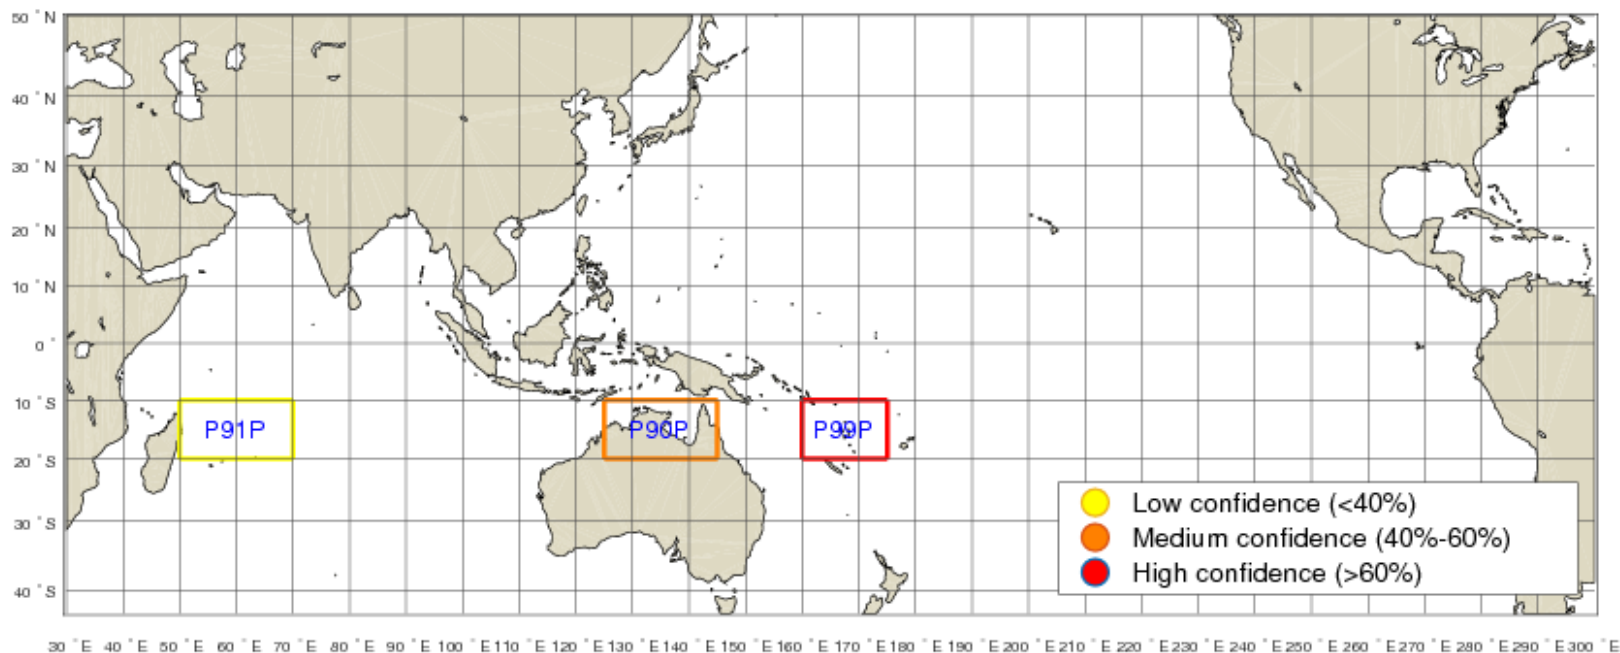 50 ° N
40 ° N
30 ° N
20 ° N
10 ° N
0 °
10 ° S
20 ° S
30 ° S
40 ° S
P91P
P90P
P99P
Low confidence (<40%)
Medium confidence (40%-60%)
High confidence (>60%)
30 ° E 40 ° E 50 ° E 60 ° E 70 ° E 80 ° E 90 ° E 100 ° E 110 ° E 120 ° E 130 ° E 140 ° E 150 ° E 160 ° E 170 ° E 180 ° E 190 ° E 200 ° E 210 ° E 220 ° E 230 ° E 240 ° E 250 ° E 260 ° E 270 ° E 280 ° E 290 ° E 300 ° E